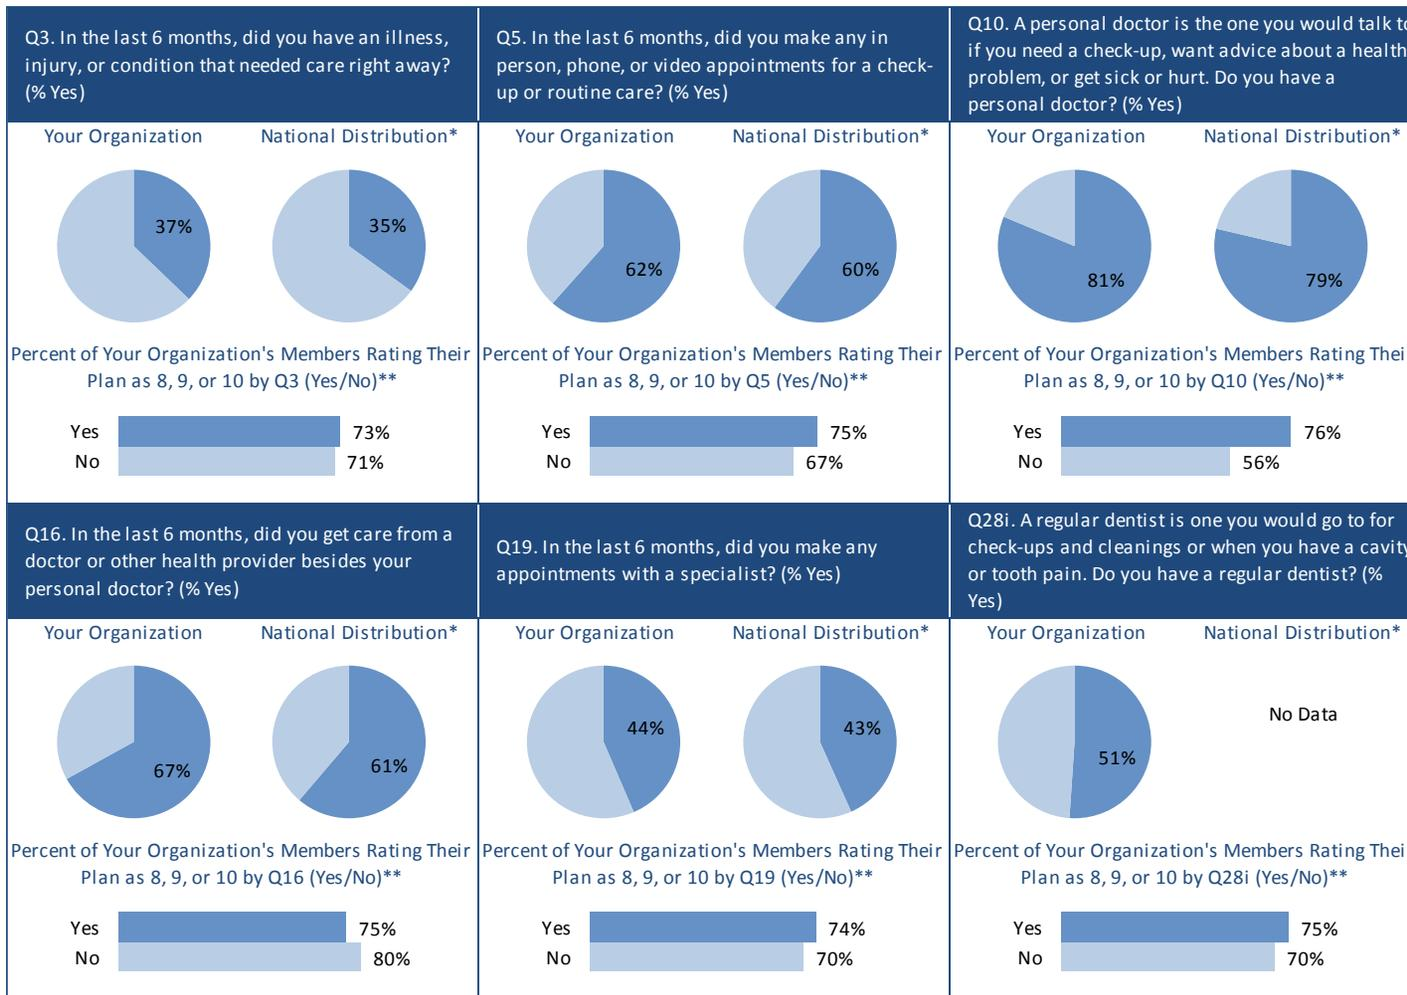 Q3. In the last 6 months, did you have an illness,
injury, or condition that needed care right away?
(% Yes)
Your Organization
National Distribution*
37%
35%
Percent of Your Organization's Members Rating Their
Plan as 8, 9, or 10 by Q3 (Yes/No)**
Yes 73%
No 71%
Q5. In the last 6 months, did you make any in
person, phone, or video appointments for a check-
up or routine care? (% Yes)
Your Organization
National Distribution*
62%
60%
Percent of Your Organization's Members Rating Their
Plan as 8, 9, or 10 by Q5 (Yes/No)**
Yes 75%
No 67%
Q10. A personal doctor is the one you would talk to
if you need a check-up, want advice about a health
problem, or get sick or hurt. Do you have a
personal doctor? (% Yes)
Your Organization
National Distribution*
81%
79%
Percent of Your Organization's Members Rating Thei
Plan as 8, 9, or 10 by Q10 (Yes/No)**
Yes 76%
No 56%
Q16. In the last 6 months, did you get care from a
doctor or other health provider besides your
personal doctor? (% Yes)
Your Organization
National Distribution*
67%
61%
Percent of Your Organization's Members Rating Their
Plan as 8, 9, or 10 by Q16 (Yes/No)**
Yes 75%
No 80%
Q19. In the last 6 months, did you make any
appointments with a specialist? (% Yes)
Your Organization
National Distribution*
44%
43%
Percent of Your Organization's Members Rating Their
Plan as 8, 9, or 10 by Q19 (Yes/No)**
Yes 74%
No 70%
Q28i. A regular dentist is one you would go to for
check-ups and cleanings or when you have a cavity
or tooth pain. Do you have a regular dentist? (%
Yes)
Your Organization
National Distribution*
51%
No Data
Percent of Your Organization's Members Rating Thei
Plan as 8, 9, or 10 by Q28i (Yes/No)**
Yes 75%
No 70%